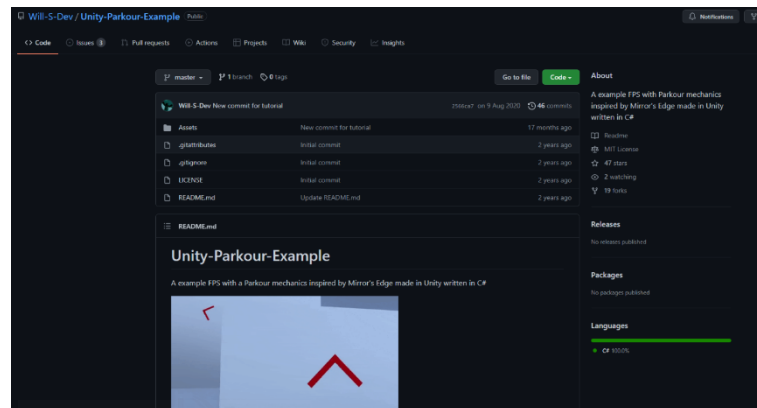 Will-S-Dev / Unity-Parkour-Example Public
Notifications
Code Issues 3 Pull requests Actions Projects Wiki Security Insights
master 1 branch 0 tags
Go to file Code
Will-S-Dev New commit for tutorial
on 9 Aug 2020 46 commits
Assets New commit for tutorial 17 months ago
.gitattributes Initial commit 2 years ago
.gitignore Initial commit 2 years ago
LICENSE Initial commit 2 years ago
README.md Update README.md 2 years ago
README.md
Unity-Parkour-Example
A example FPS with a Parkour mechanics inspired by Mirror's Edge made in Unity written in C#
About
A example FPS with Parkour mechanics
inspired by Mirror's Edge made in Unity
written in C#
Readme
MIT License
47 stars
2 watching
19 forks
Releases
No releases published
Packages
No packages published
Languages
C# 100.0%